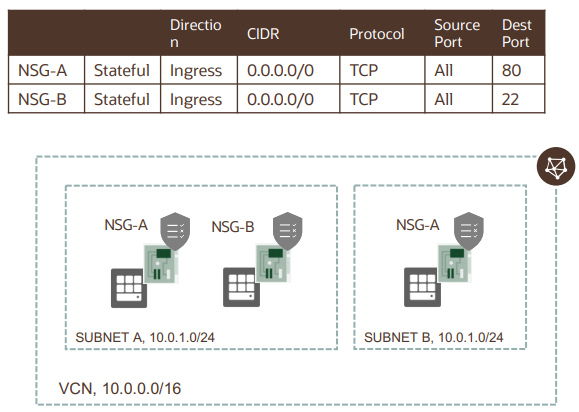 Directio
n
CIDR
Protocol
Source
Port
Dest
Port
NSG-A Stateful Ingress 0.0.0.0/0 TCP All 80
NSG-B Stateful Ingress 0.0.0.0/0 TCP All 22
NSG-A
NSG-B
NSG-A
SUBNET A, 10.0.1.0/24
SUBNET B, 10.0.1.0/24
VCN, 10.0.0.0/16